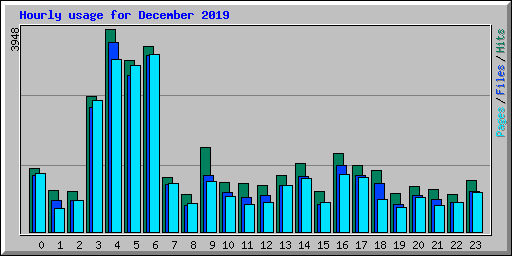 Hourly usage for December 2019
3948
Pages / Files / Hits
0 1 2 3 4 5 6 7 8 9 10 11 12 13 14 15 16 17 18 19 20 21 22 23